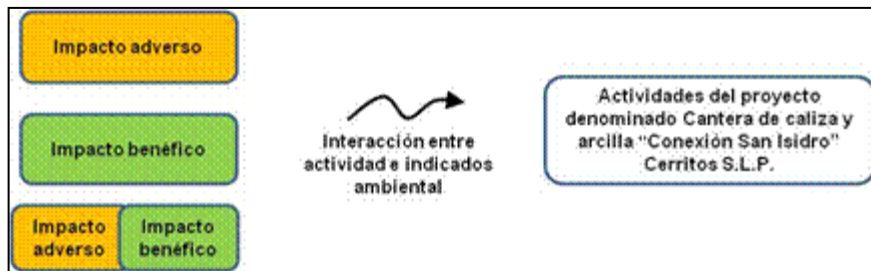 Impacto adverso
Impacto benéfico
Impacto
adverso
Impacto
benéfico
Interacción entre
actividad e indicados
ambiental
Actividades del proyecto
denominado Cantera de caliza y
arcilla “Conexión San Isidro”
Cerritos S.L.P.